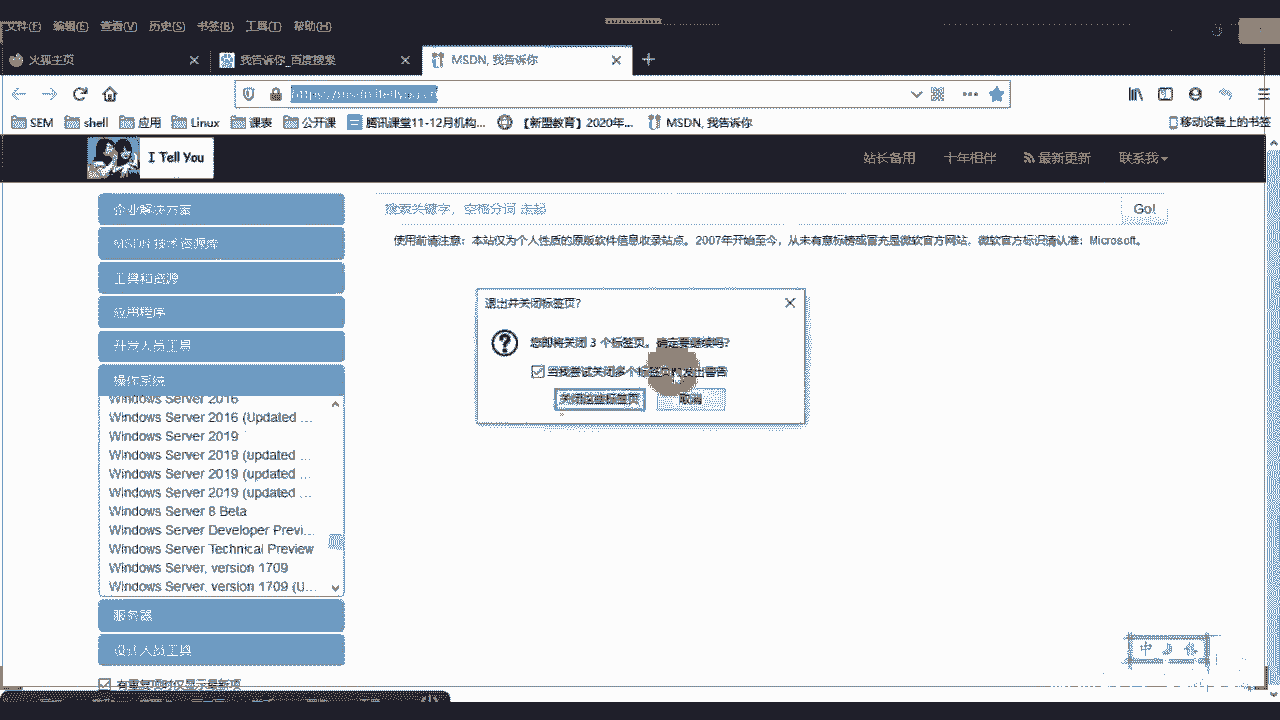 文件(F) 编辑(E) 查看(V) 历史(S) 书签(B) 工具(T) 帮助(H)
火狐主页 我告诉你_百度搜索 MSDN, 我告诉你
SEM shell 应用 Linux 课表 公开课 腾讯课堂11-12月机构... 【新盟教育】2020年... MSDN, 我告诉你 移动设备上的书签
I Tell You 站长备用 十年相伴 最新更新 联系我
企业解决方案
搜索关键字，空格分词 走起 Go!
MSDN 技术资源库
使用前请注意：本站仅为个人性质的原版软件信息收录站点。2007年开始至今，从未有意标榜或冒充是微软官方网站，微软官方标识请认准：Microsoft。
工具和资源
应用程序
开发人员工具
操作系统
Windows Server 2016
Windows Server 2016 (Updated ...
Windows Server 2019
Windows Server 2019 (updated ...
Windows Server 2019 (updated ...
Windows Server 2019 (updated ...
Windows Server 8 Beta
Windows Server Developer Previ...
Windows Server Technical Preview
Windows Server, version 1709
Windows Server, version 1709 (U...
服务器
设计人员工具
有重复项时仅显示最新项
退出并关闭标签页?
您即将关闭 3 个标签页。确定要继续吗?
当我尝试关闭多个标签页时发出警告
关闭这些标签页 取消
中